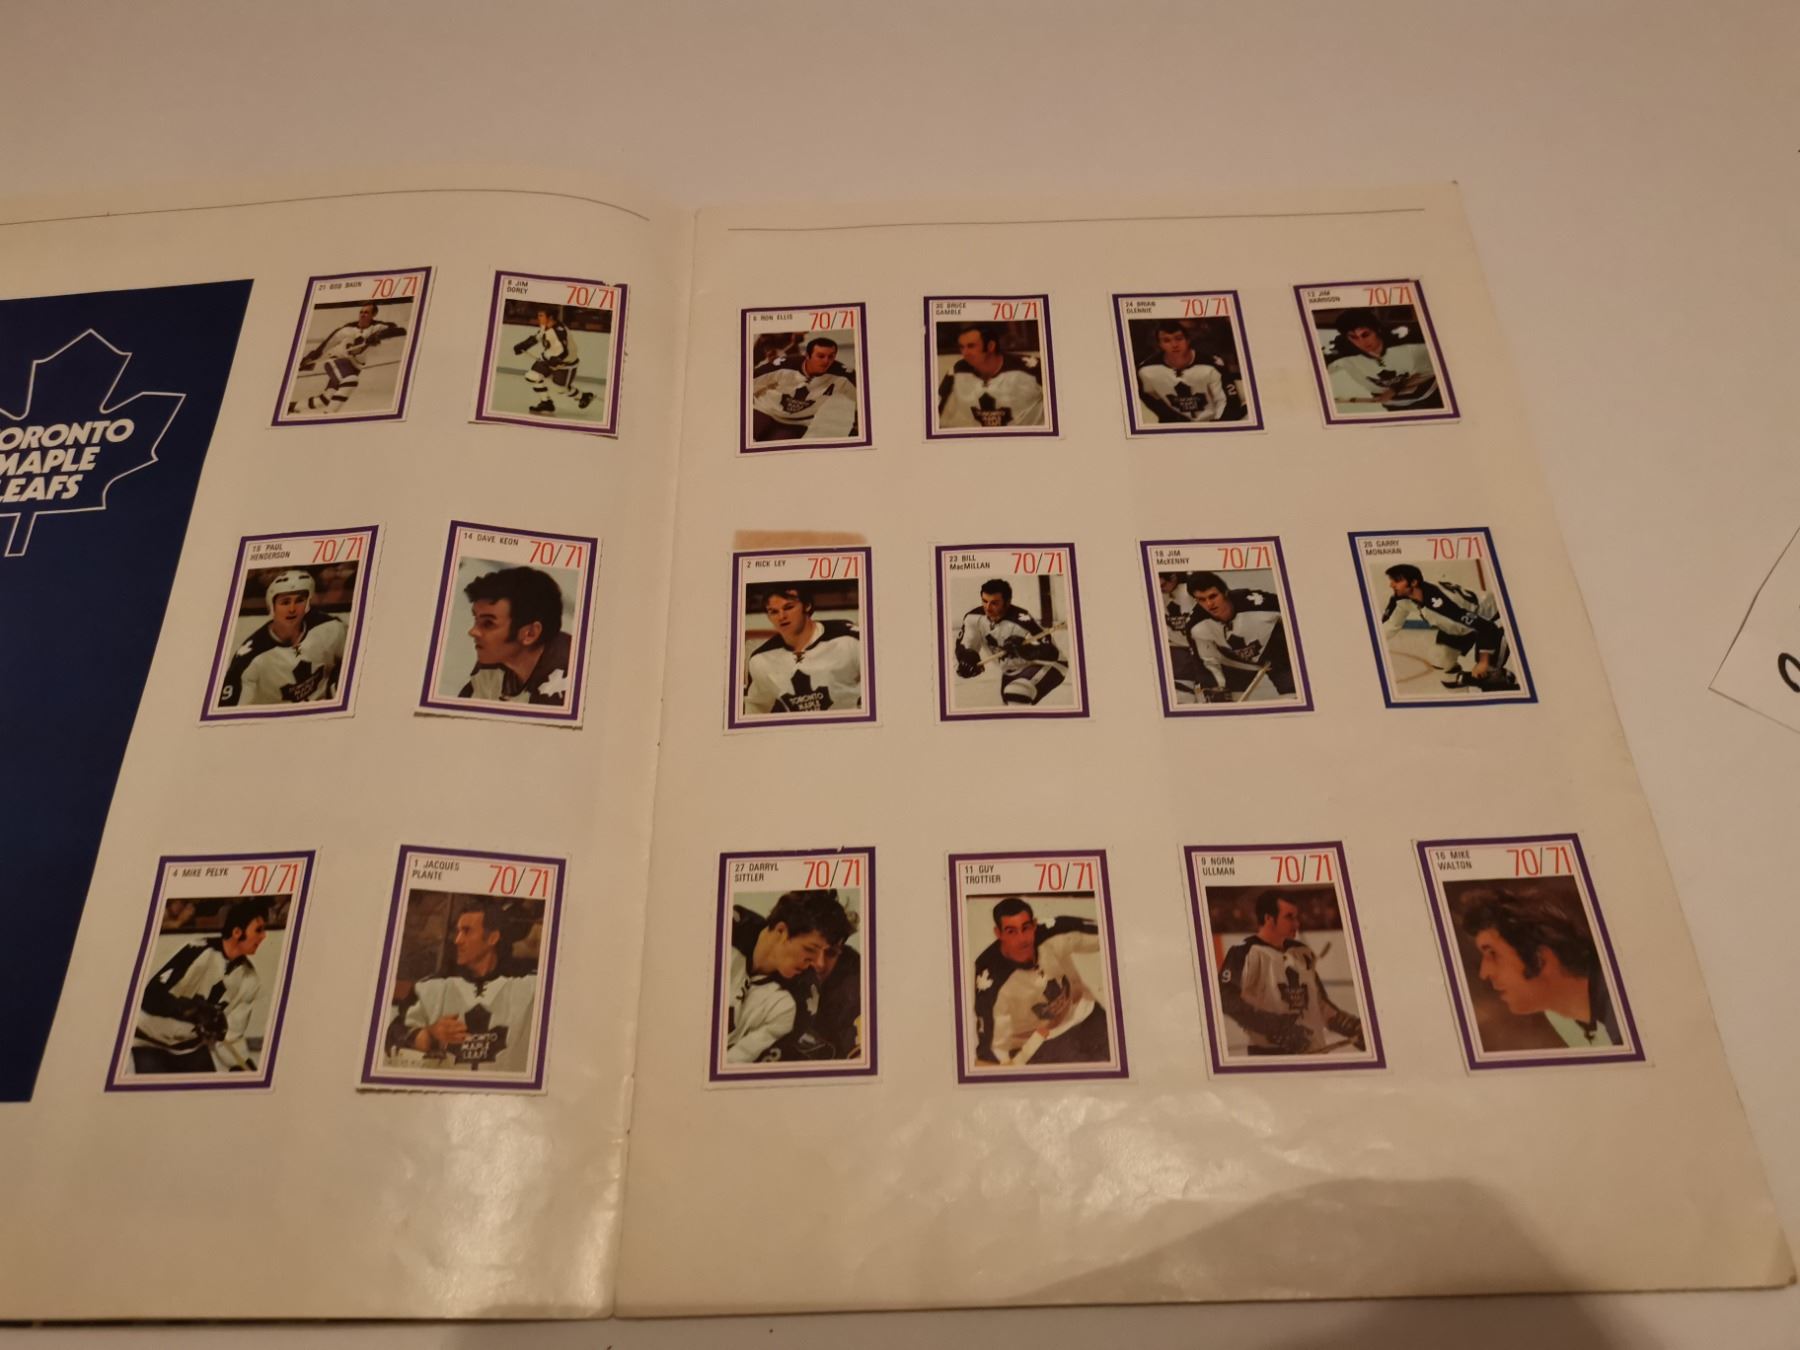 TORONTO
MAPLE
LEAFS
21 BOB BAUN 70/71
8 JIM
DOREY 70/71
6 RON ELLIS 70/71
30 BRUCE
GAMBLE 70/71
24 BRIAN
GLENNIE 70/71
12 JIM
HARRISON 70/71
19 PAUL
HENDERSON 70/71
14 DAVE KEON 70/71
2 RICK LEY 70/71
23 BILL
MacMILLAN 70/71
18 JIM
McKENNY 70/71
20 GARRY
MONAHAN 70/71
4 MIKE PELYK 70/71
1 JACQUES
PLANTE 70/71
27 DARRYL
SITTLER 70/71
11 GUY
TROTTIER 70/71
9 NORM
ULLMAN 70/71
16 MIKE
WALTON 70/71